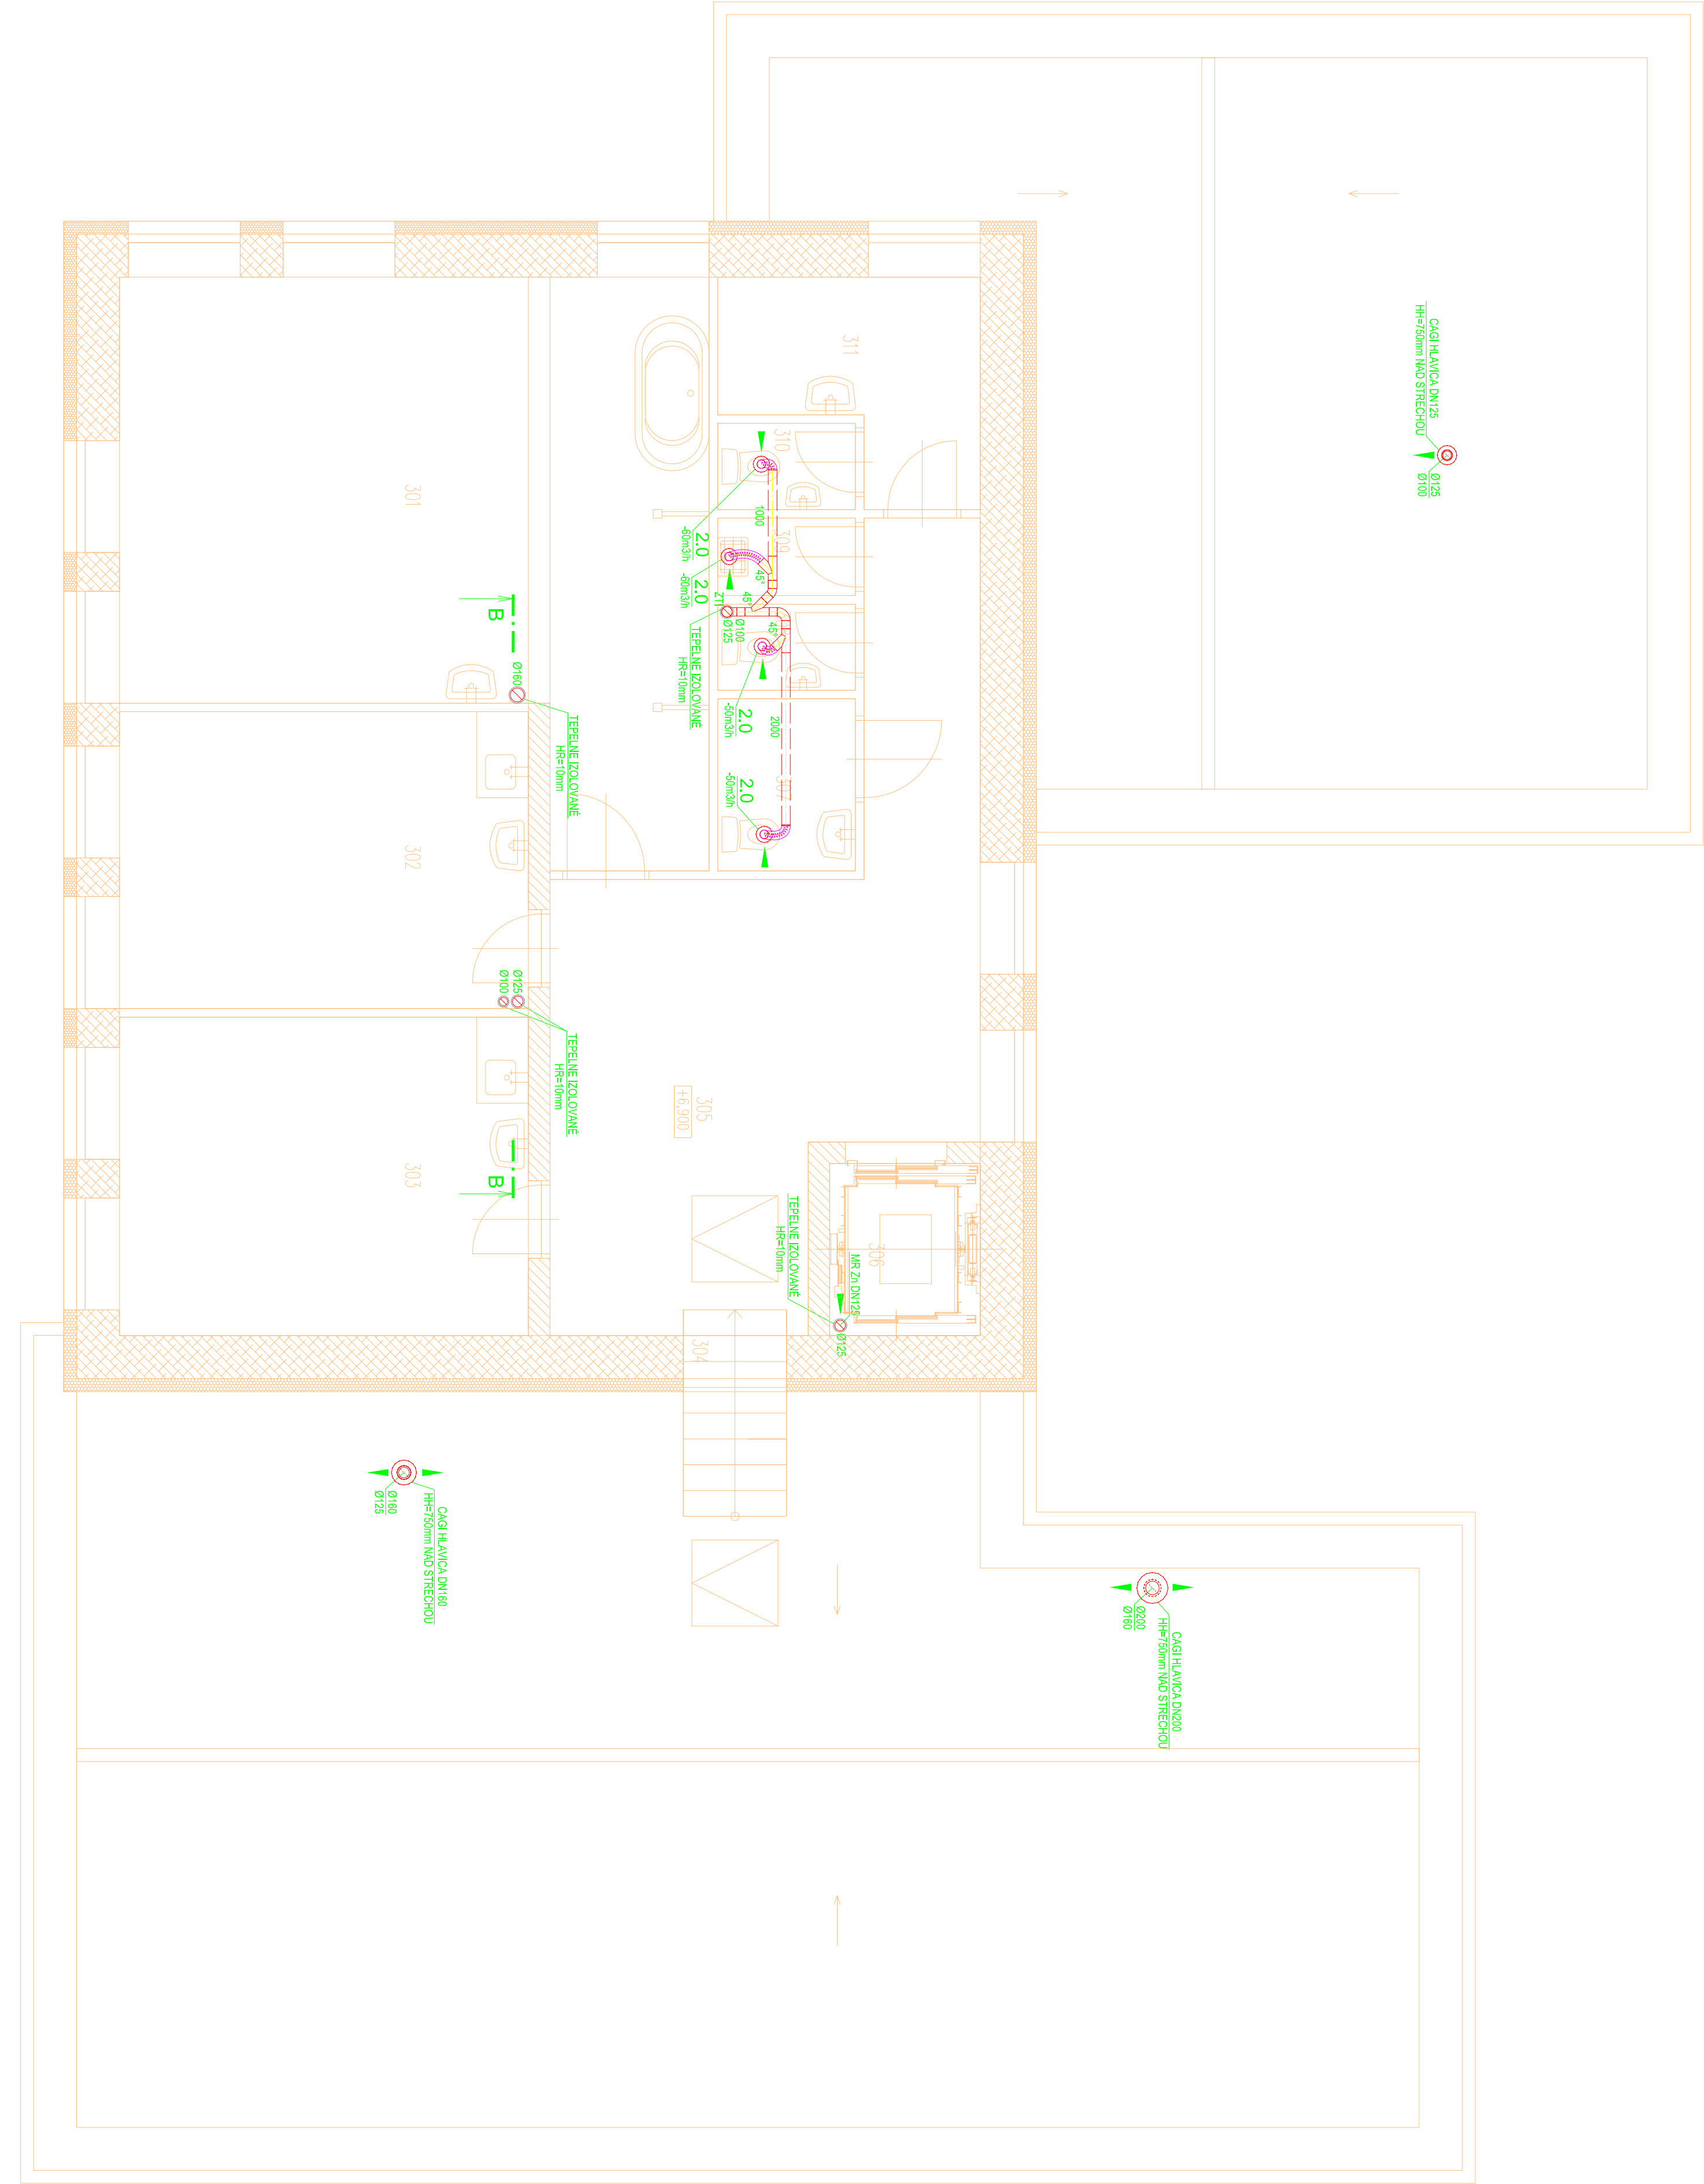 CAGI HLAVICA DN125
HH=750mm NAD STRECHOU
Ø125
Ø100
311
310
1000
309
301
2.0
-60m3/h
2.0
-60m3/h
45°
45°
ZTI
Ø100
Ø125
45°
TEPELNE IZOLOVANÉ
HR=10mm
B
Ø160
TEPELNE IZOLOVANÉ
HR=10mm
2.0
-50m3/h
2000
2.0
-50m3/h
307
302
Ø125
Ø100
TEPELNE IZOLOVANÉ
HR=10mm
305
+6,900
303
B
TEPELNE IZOLOVANÉ
HR=10mm
306
MR Zn DN125
Ø125
304
Ø160
Ø125
CAGI HLAVICA DN160
HH=750mm NAD STRECHOU
Ø200
Ø160
CAGI HLAVICA DN200
HH=750mm NAD STRECHOU